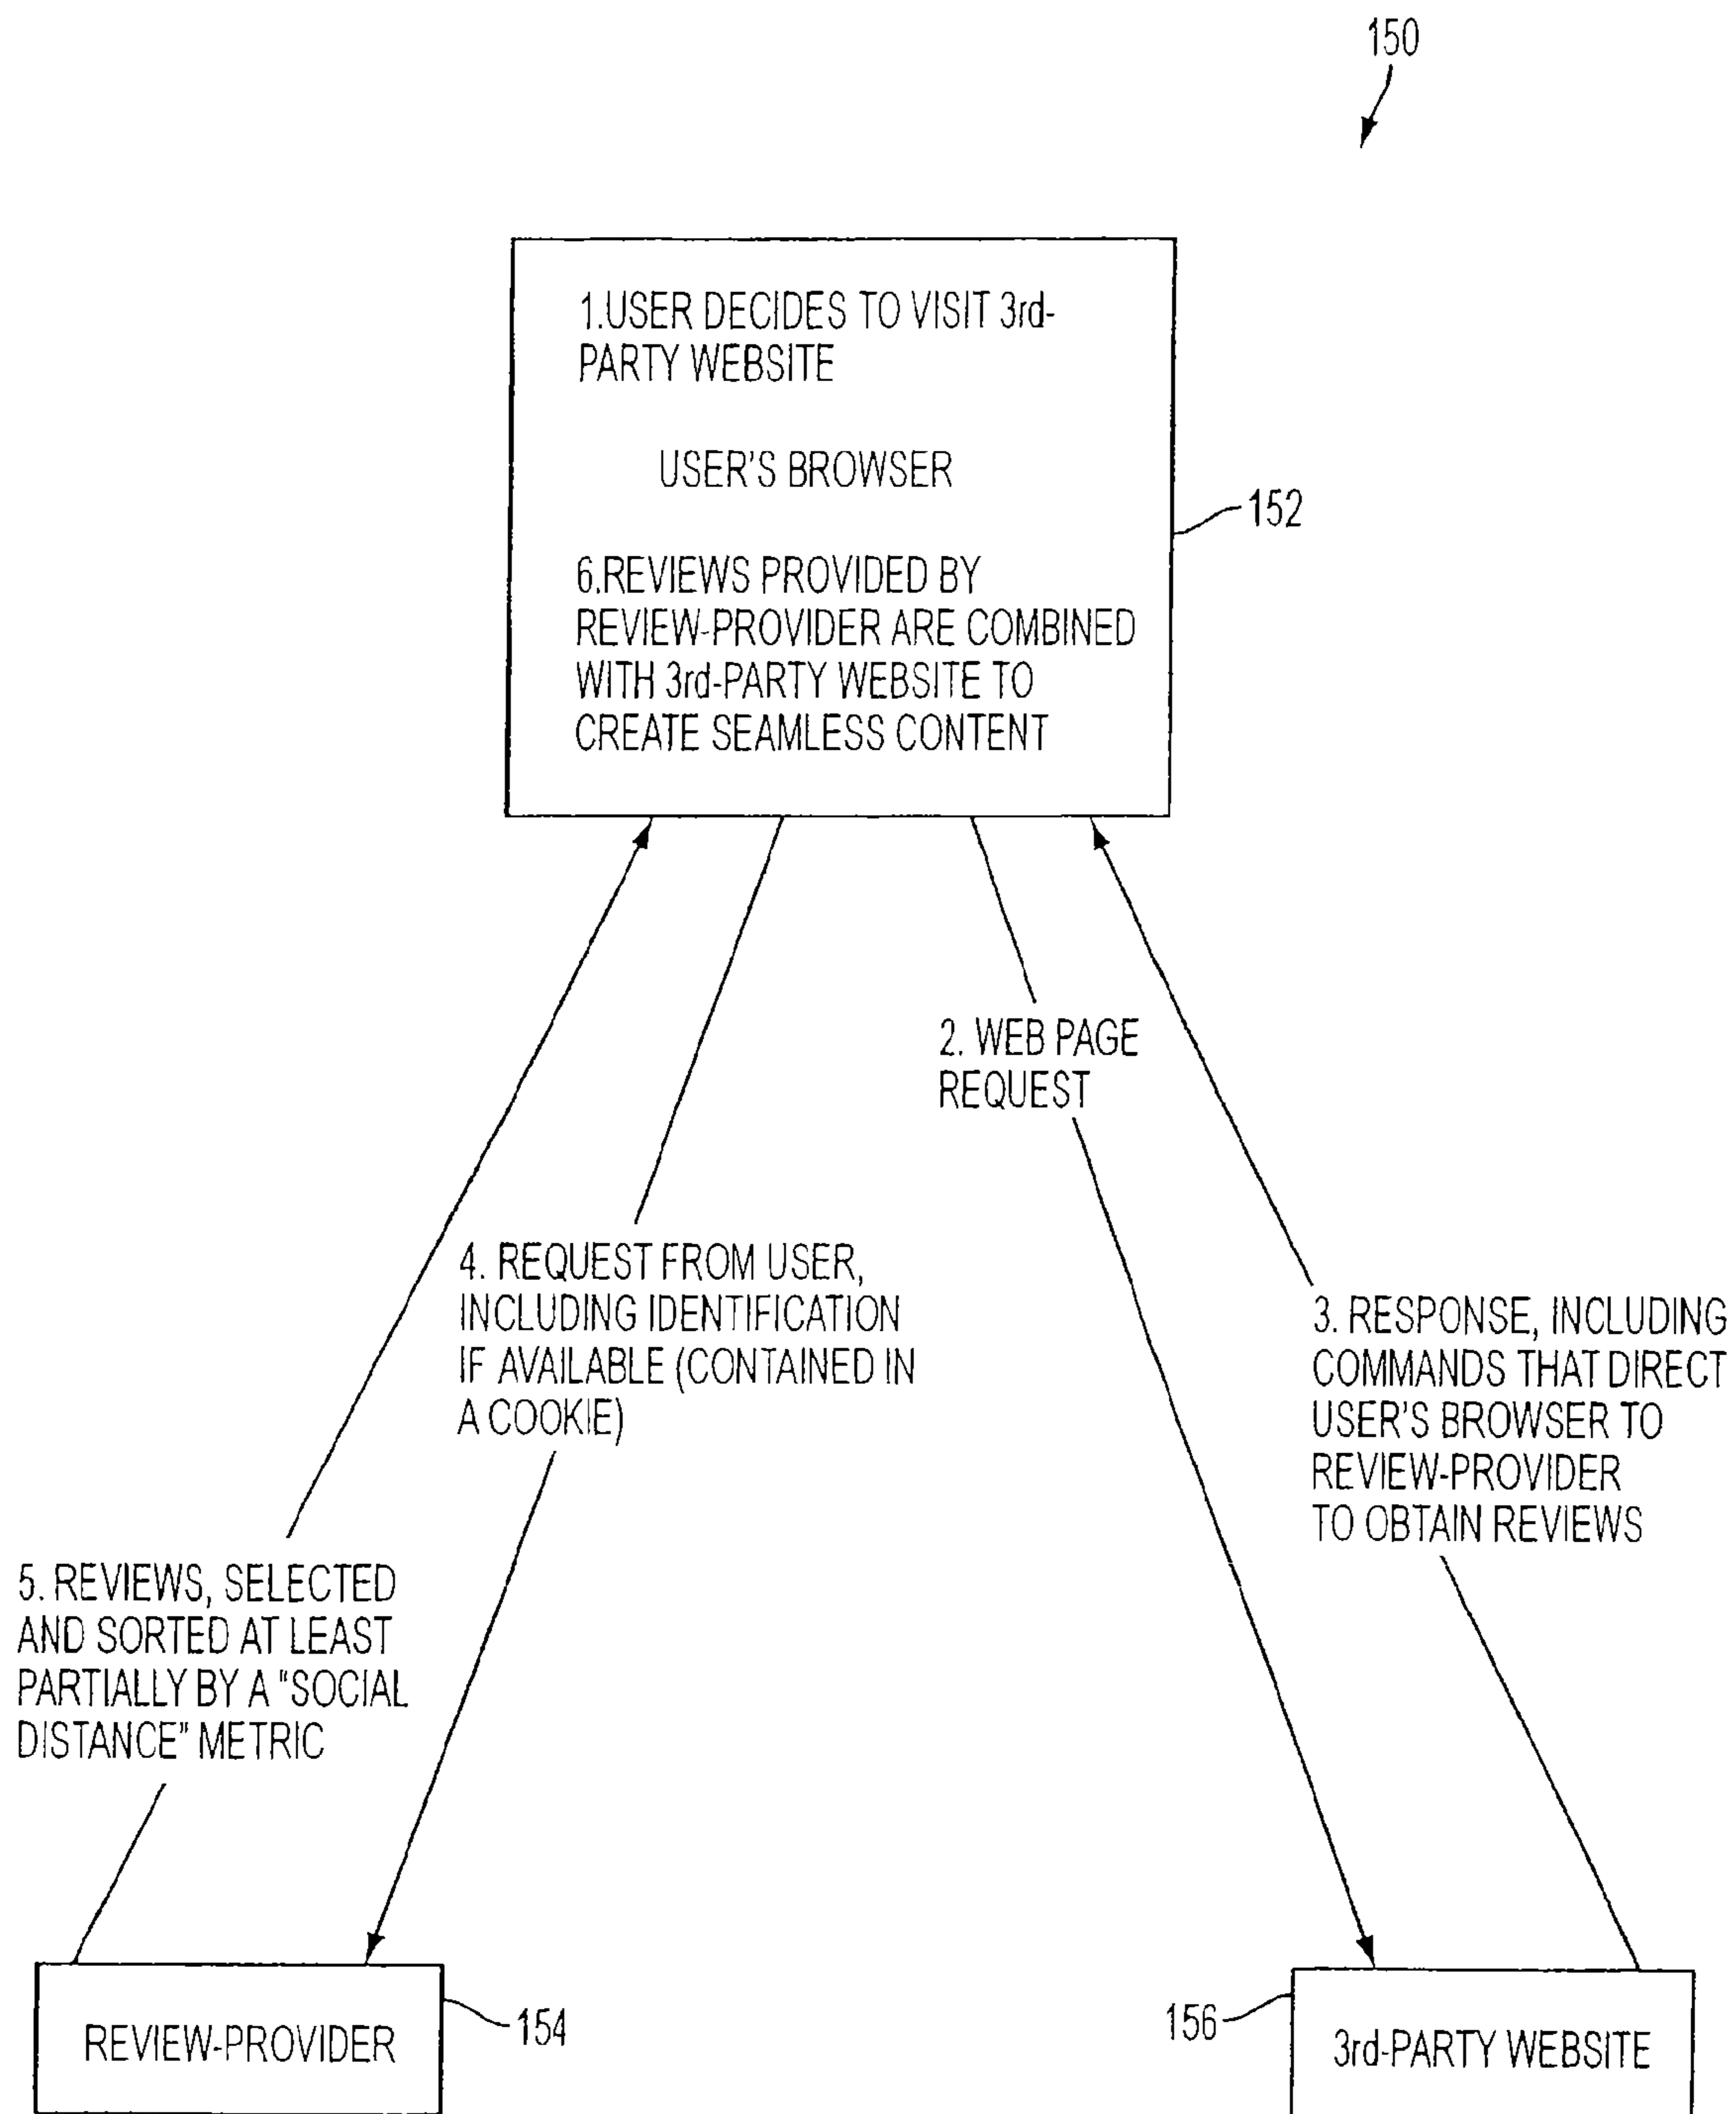 150
1.USER DECIDES TO VISIT 3rd-
PARTY WEBSITE
USER'S BROWSER
152
6.REVIEWS PROVIDED BY
REVIEW-PROVIDER ARE COMBINED
WITH 3rd-PARTY WEBSITE TO
CREATE SEAMLESS CONTENT
2. WEB PAGE
REQUEST
3. RESPONSE, INCLUDING
COMMANDS THAT DIRECT
USER'S BROWSER TO
REVIEW-PROVIDER
TO OBTAIN REVIEWS
4. REQUEST FROM USER,
INCLUDING IDENTIFICATION
IF AVAILABLE (CONTAINED IN
A COOKIE)
5. REVIEWS, SELECTED
AND SORTED AT LEAST
PARTIALLY BY A "SOCIAL
DISTANCE" METRIC
REVIEW-PROVIDER
154
156
3rd-PARTY WEBSITE